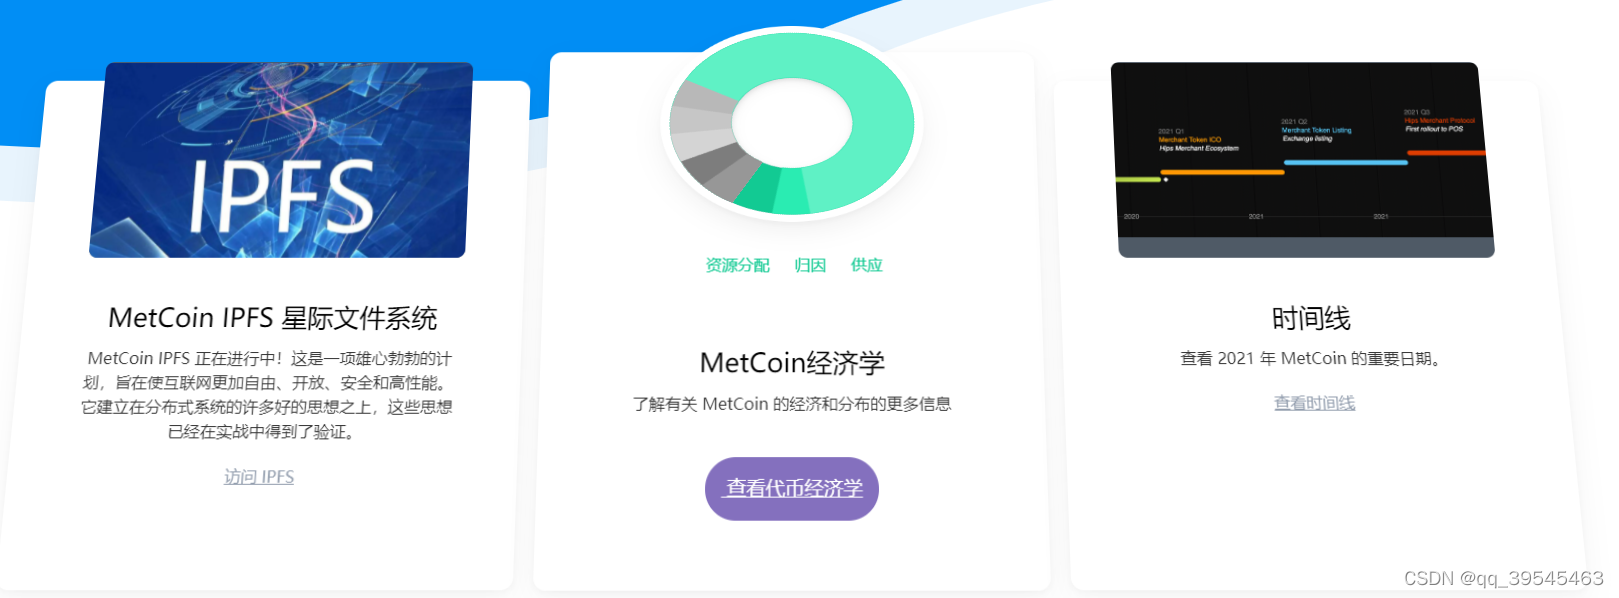 IPFS
MetCoin IPFS 星际文件系统
MetCoin IPFS 正在进行中！这是一项雄心勃勃的计
划，旨在使互联网更加自由、开放、安全和高性能。
它建立在分布式系统的许多好的思想之上，这些思想
已经在实战中得到了验证。
访问 IPFS
资源分配 归因 供应
MetCoin经济学
了解有关 MetCoin 的经济和分布的更多信息
查看代币经济学
2021 Q1
Merchant Token ICO
Hips Merchant Ecosystem
2021 Q2
Merchant Token Listing
Exchange listing
2021 Q3
Hips Merchant Protocol
First rollout to POS
2020 2021 2021
时间线
查看 2021 年 MetCoin 的重要日期。
查看时间线
CSDN @qq_39545463